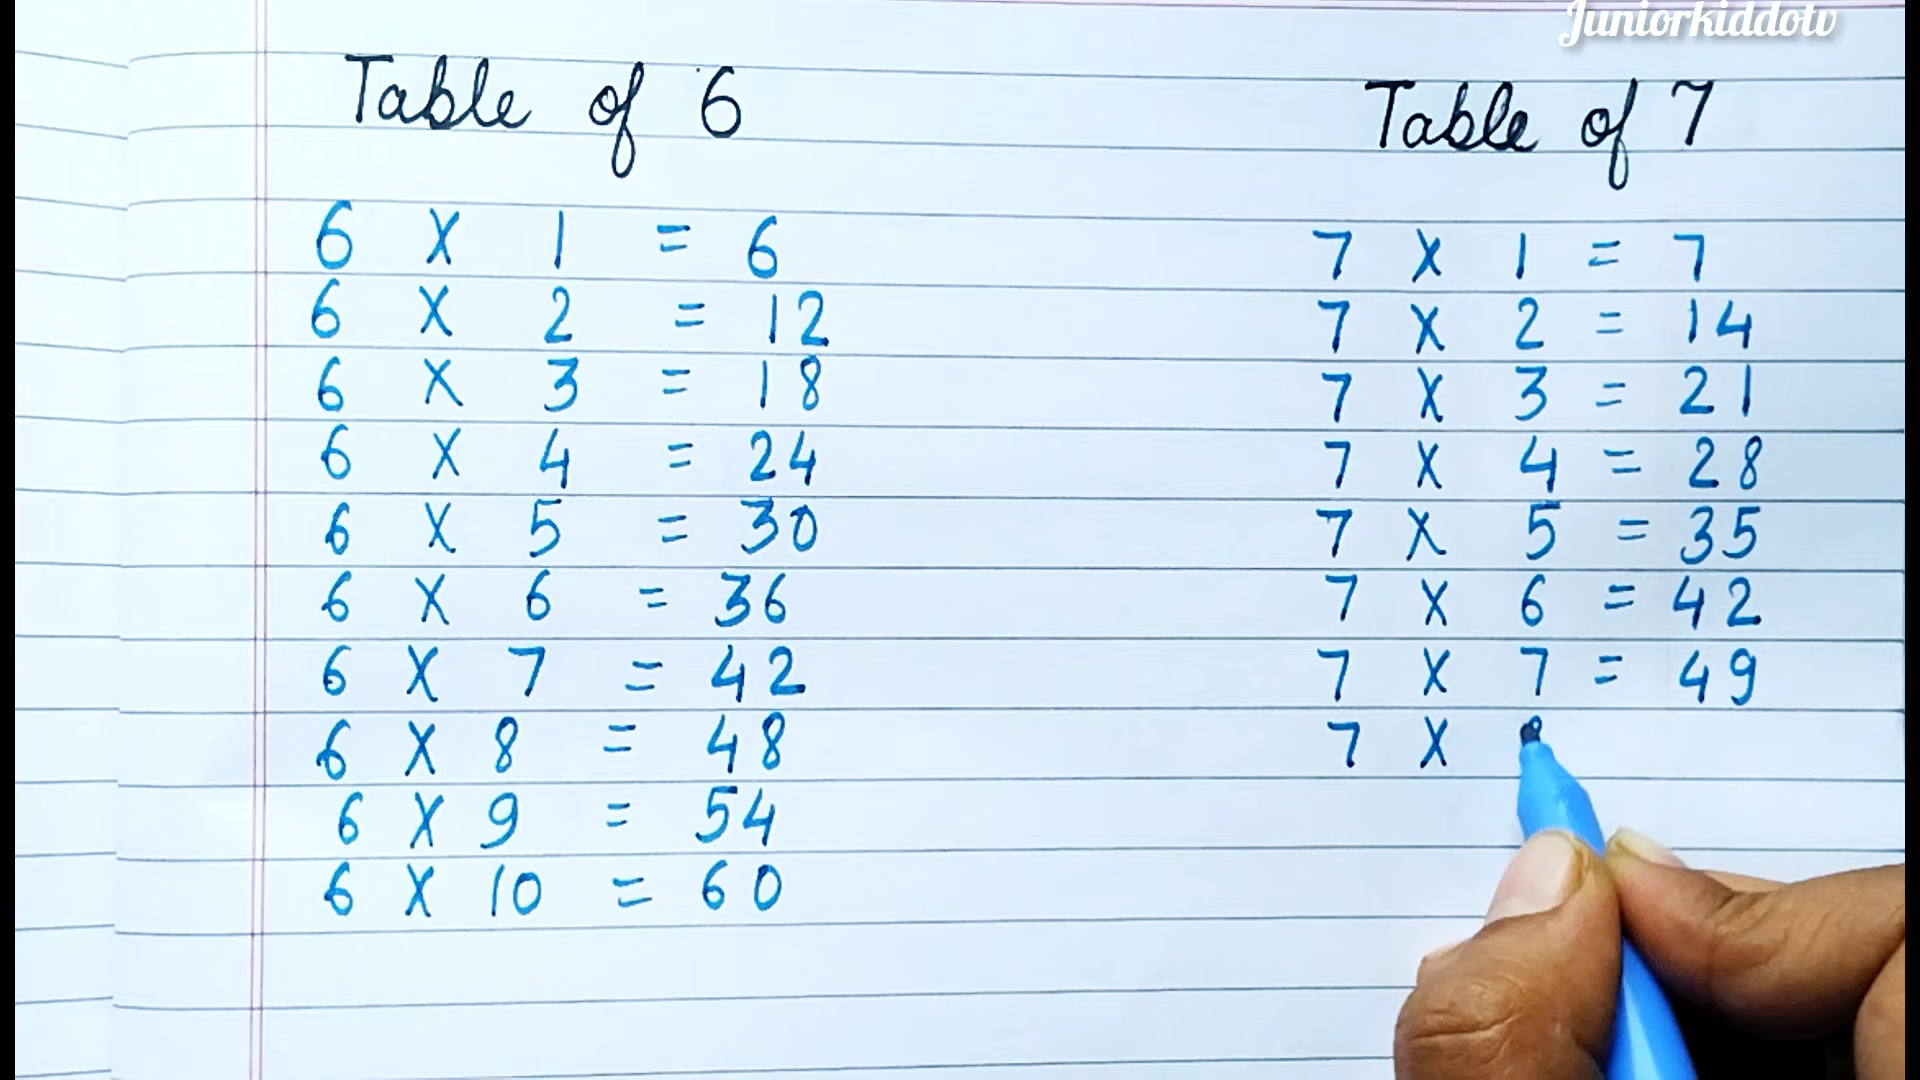 Juniorkiddotv
Table of 6
6 X 1 = 6
6 X 2 = 12
6 X 3 = 18
6 X 4 = 24
6 X 5 = 30
6 X 6 = 36
6 X 7 = 42
6 X 8 = 48
6 X 9 = 54
6 X 10 = 60
Table of 7
7 X 1 = 7
7 X 2 = 14
7 X 3 = 21
7 X 4 = 28
7 X 5 = 35
7 X 6 = 42
7 X 7 = 49
7 X 8